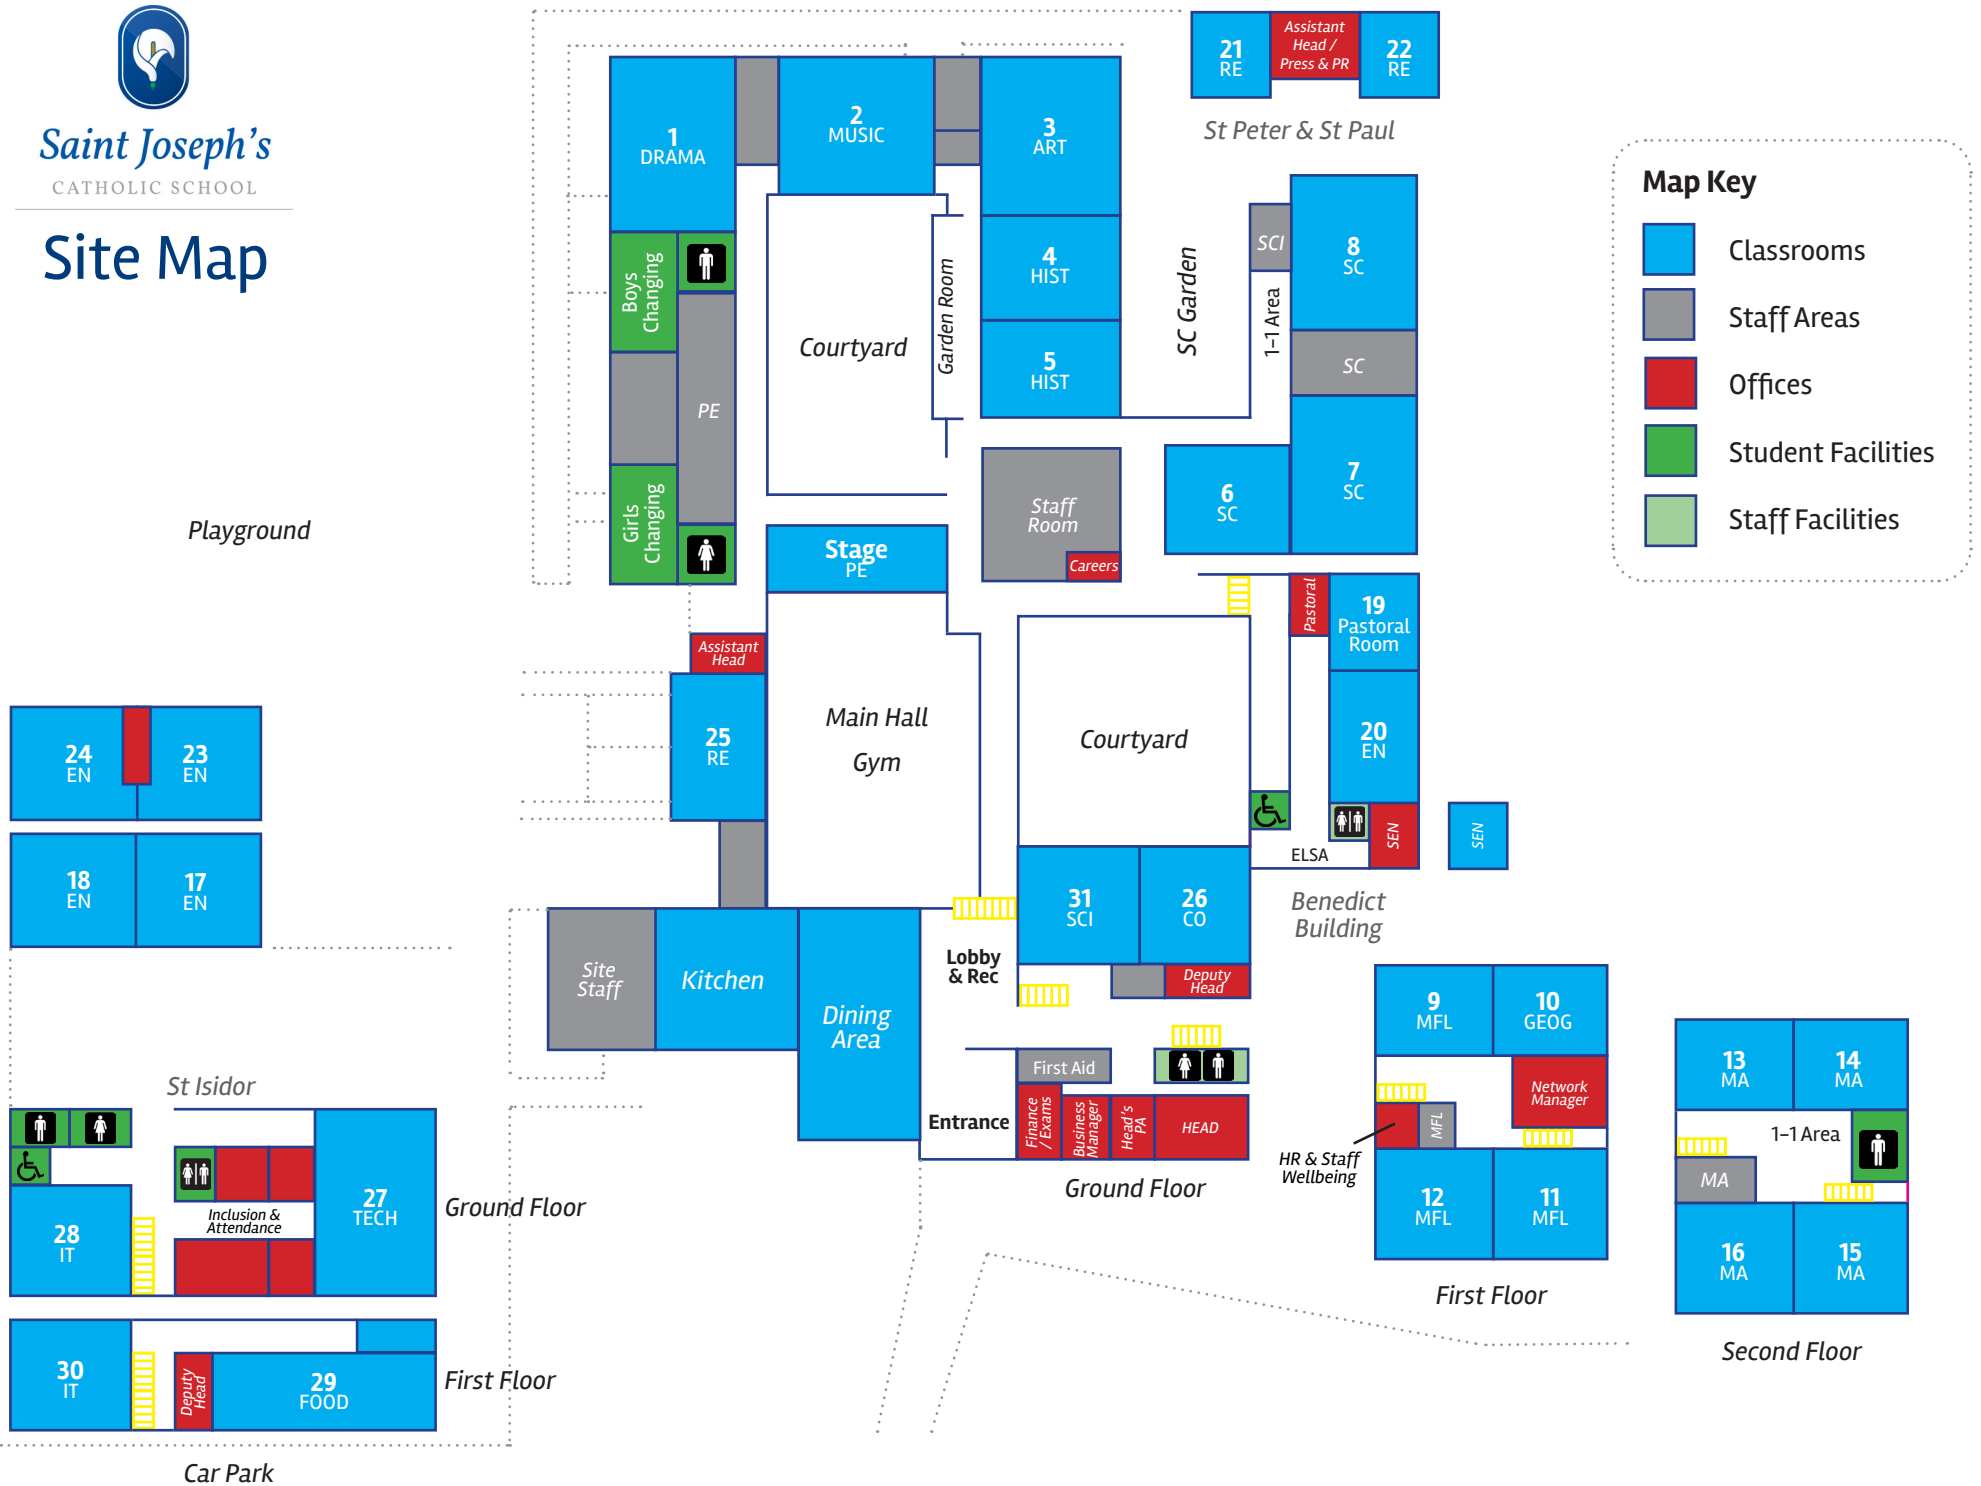 Saint Joseph's
CATHOLIC SCHOOL
Site Map
1
DRAMA
2
MUSIC
3
ART
21
RE
Assistant
Head /
Press & PR
22
RE
St Peter & St Paul
Map Key
Classrooms
Staff Areas
Offices
Student Facilities
Staff Facilities
Boys
Changing
PE
Girls
Changing
Courtyard
Garden Room
4
HIST
5
HIST
SC Garden
SCI
1-1 Area
8
SC
SC
7
SC
6
SC
Staff
Room
Careers
Playground
Stage
PE
Assistant
Head
25
RE
Main Hall
Gym
Courtyard
Pastoral
19
Pastoral
Room
20
EN
SEN
SEN
ELSA
Benedict
Building
24
EN
23
EN
18
EN
17
EN
31
SCI
26
CO
Deputy
Head
Site
Staff
Kitchen
Dining
Area
Lobby
& Rec
First Aid
Entrance
Finance
/ Exams
Business
Manager
Head's
PA
HEAD
Ground Floor
9
MFL
10
GEOG
Network
Manager
MFL
HR & Staff
Wellbeing
12
MFL
11
MFL
First Floor
13
MA
14
MA
1-1 Area
MA
16
MA
15
MA
Second Floor
St Isidor
28
IT
Inclusion &
Attendance
27
TECH
Ground Floor
30
IT
Deputy
Head
29
FOOD
First Floor
Car Park